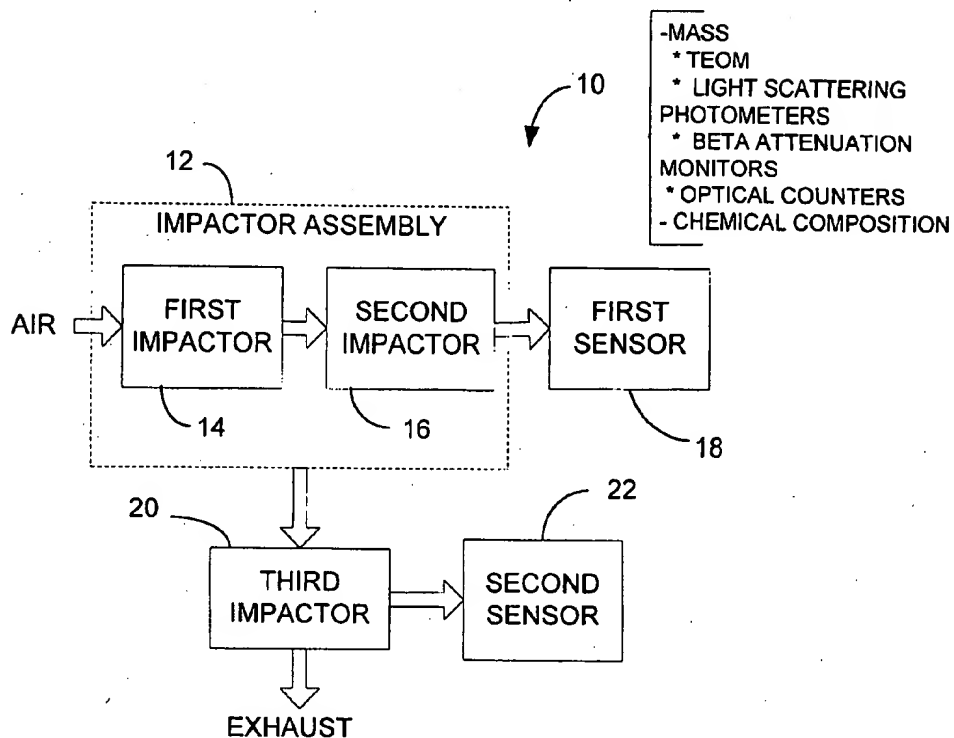 -MASS
* TEOM
* LIGHT SCATTERING
PHOTOMETERS
* BETA ATTENUATION
MONITORS
* OPTICAL COUNTERS
- CHEMICAL COMPOSITION
10
12
IMPACTOR ASSEMBLY
AIR
FIRST
IMPACTOR
SECOND
IMPACTOR
FIRST
SENSOR
14
16
18
20
22
THIRD
IMPACTOR
SECOND
SENSOR
EXHAUST